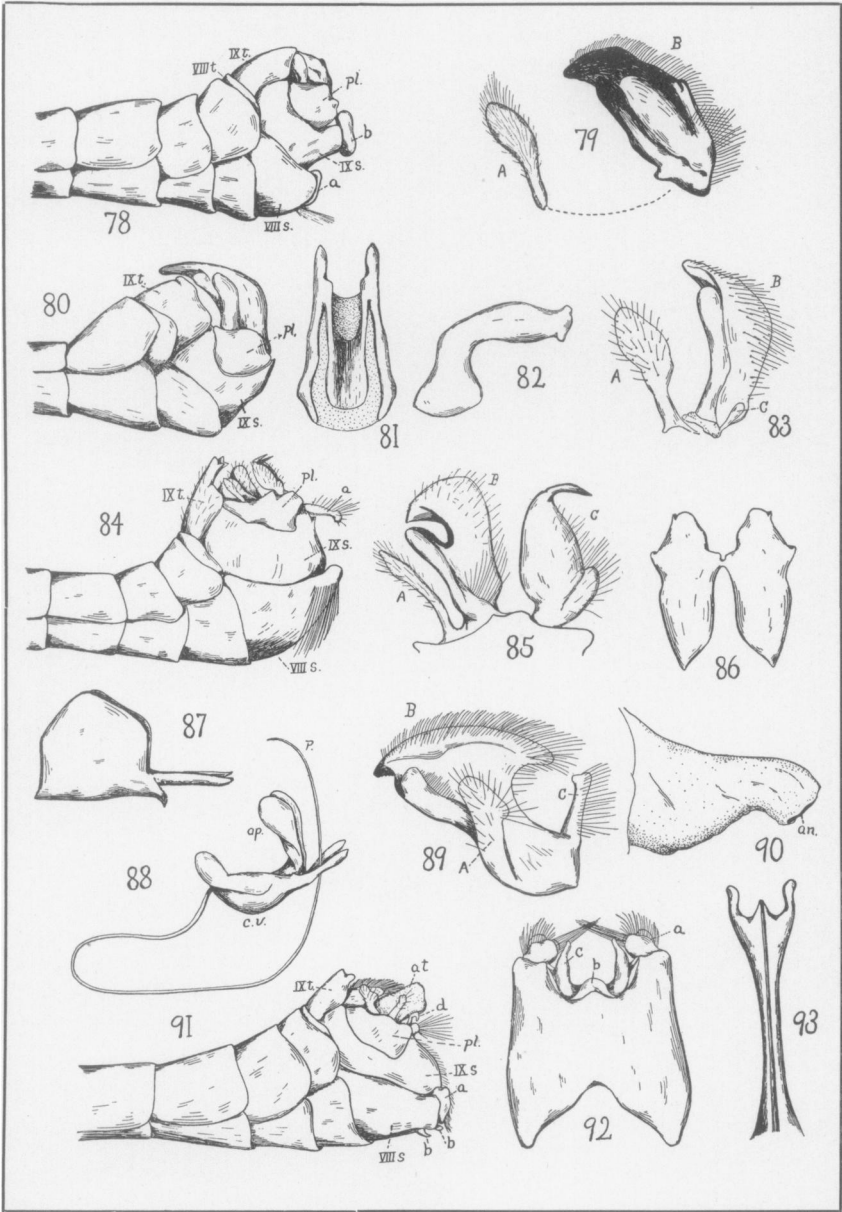 IX t.
VIII t.
pl.
b
IX s.
a
VIII s.
78
B
79
A
80
IX t.
pl.
IX s.
81
82
B
A
C
83
84
IX t.
pl.
a
IX s.
VIII s.
B
C
A
85
86
87
P.
ap.
88
c.v.
B
C
A
89
90
an.
91
IX t.
at
d
pl.
IX s
a
b
b
VIII s
a
c
b
92
93